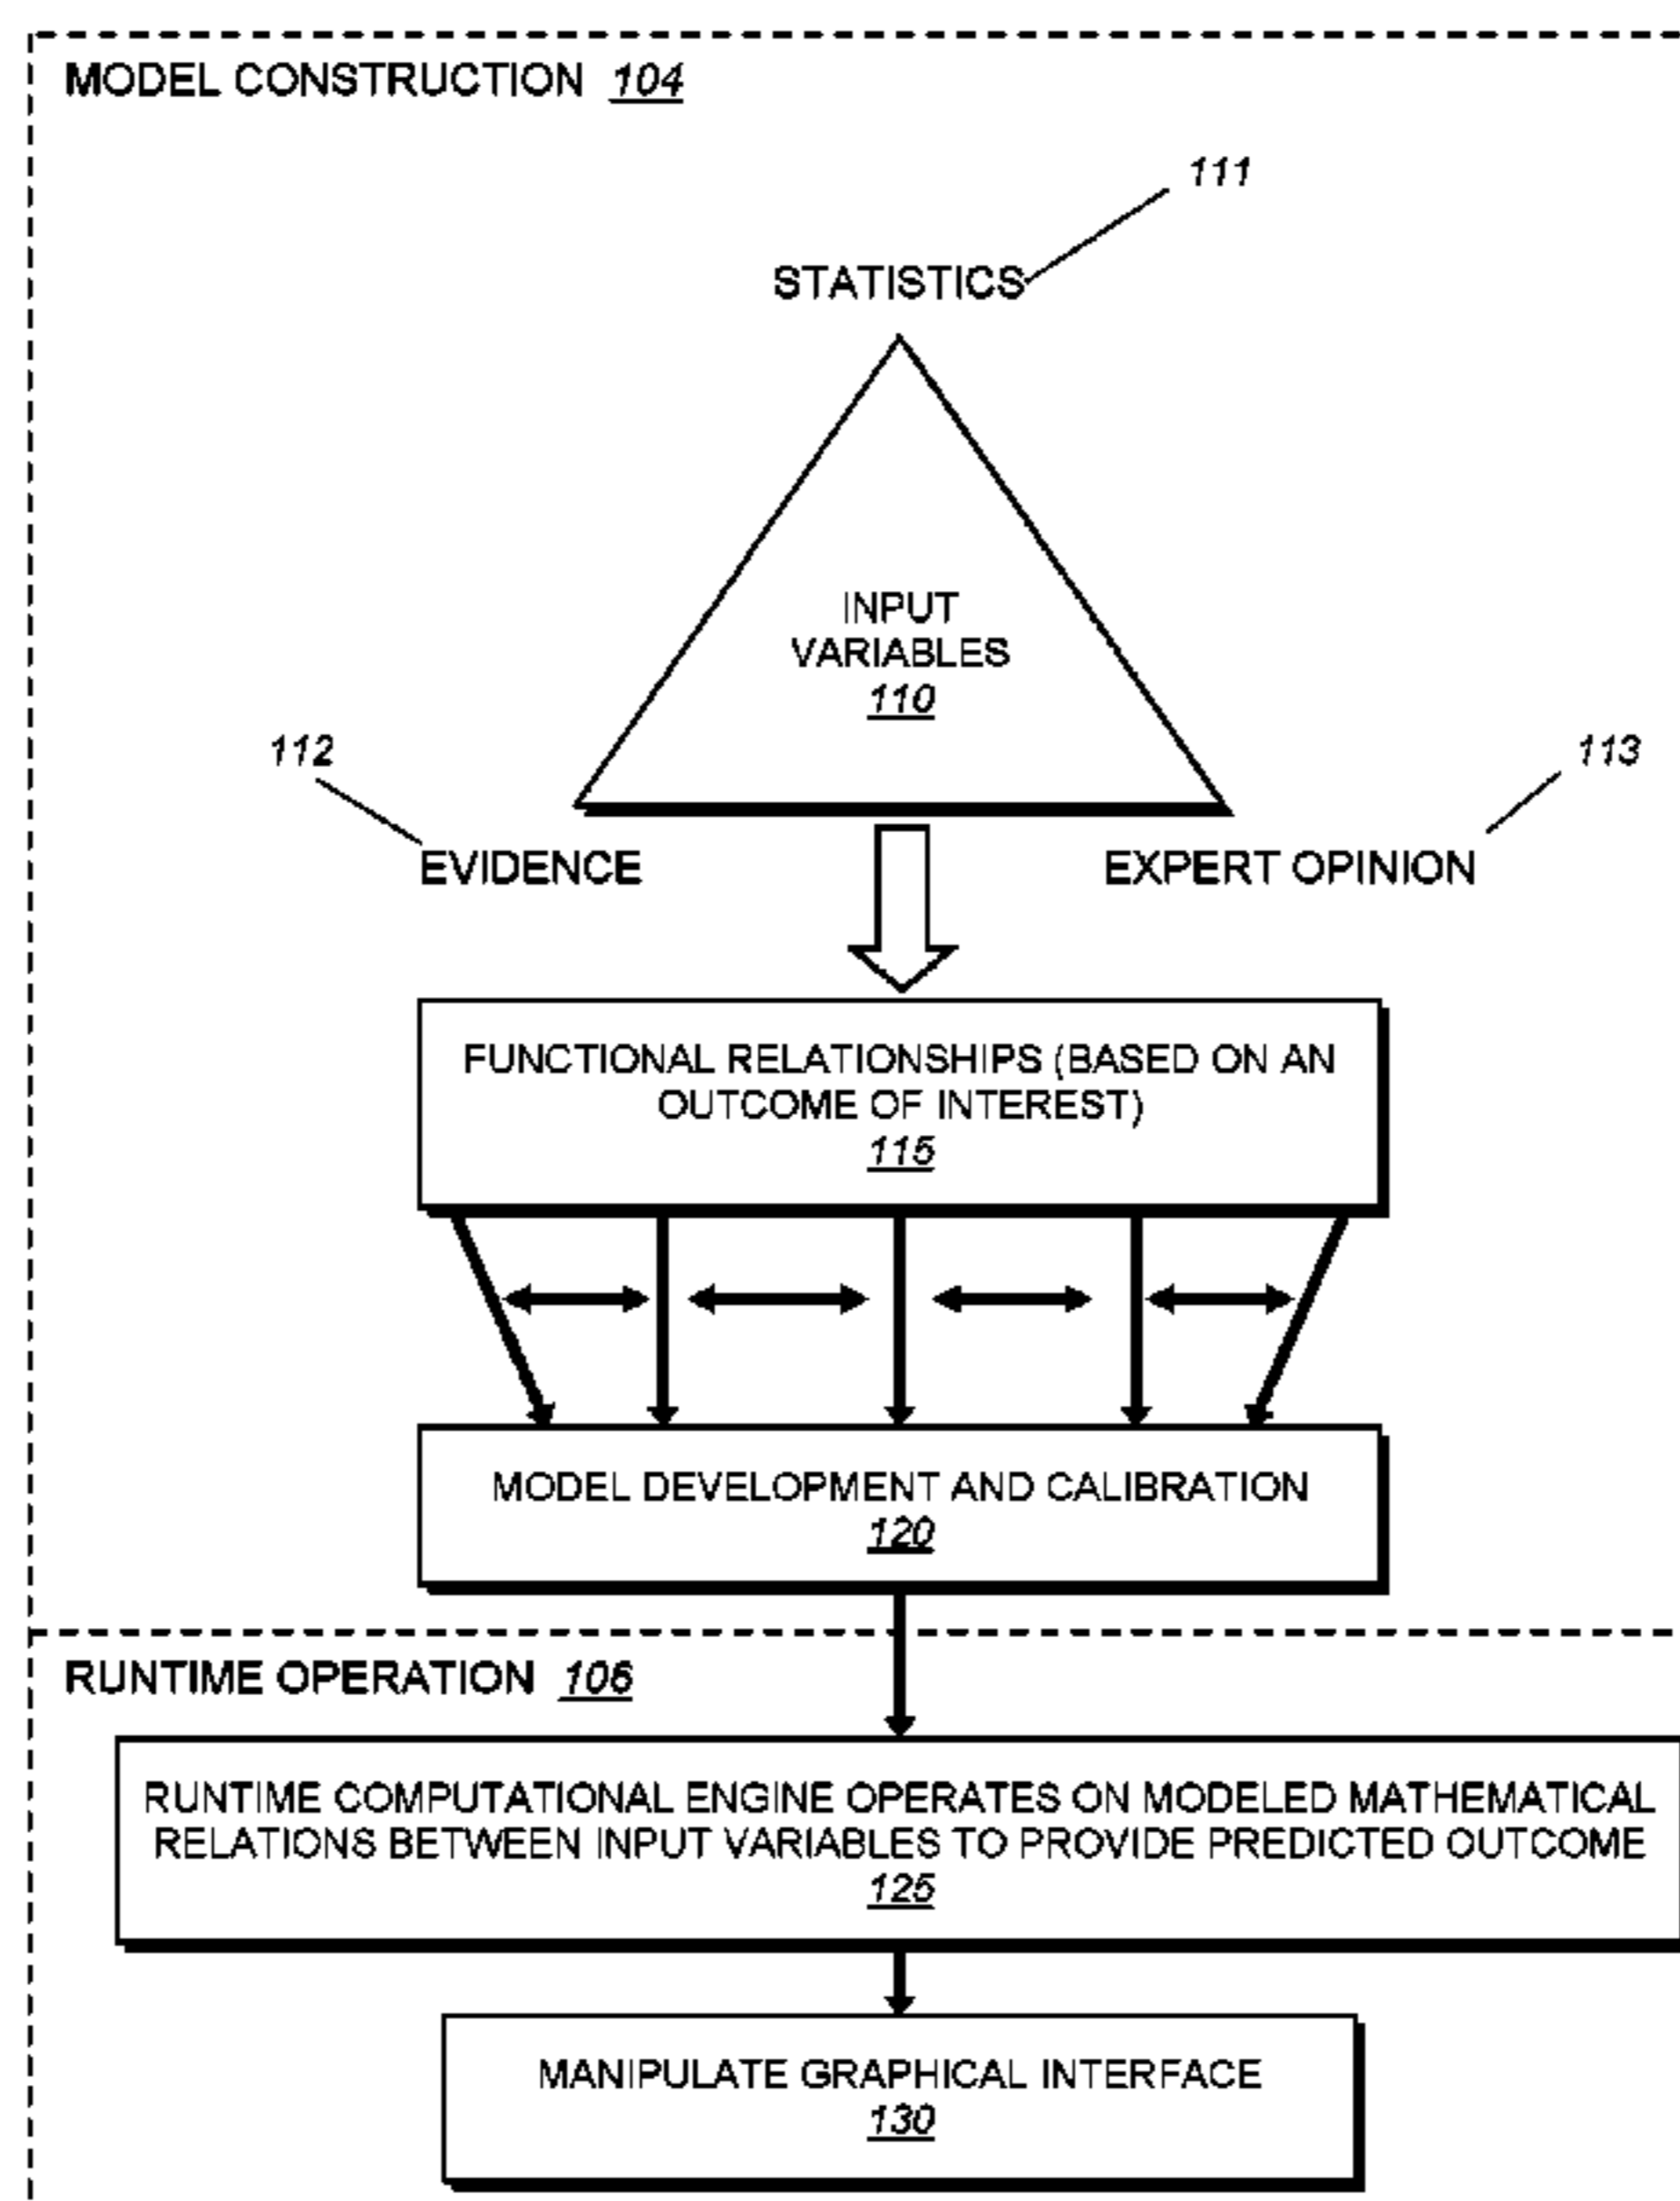 MODEL CONSTRUCTION 104
111
STATISTICS
INPUT
VARIABLES
110
112
113
EVIDENCE
EXPERT OPINION
FUNCTIONAL RELATIONSHIPS (BASED ON AN
OUTCOME OF INTEREST)
115
MODEL DEVELOPMENT AND CALIBRATION
120
RUNTIME OPERATION 106
RUNTIME COMPUTATIONAL ENGINE OPERATES ON MODELED MATHEMATICAL
RELATIONS BETWEEN INPUT VARIABLES TO PROVIDE PREDICTED OUTCOME
125
MANIPULATE GRAPHICAL INTERFACE
130